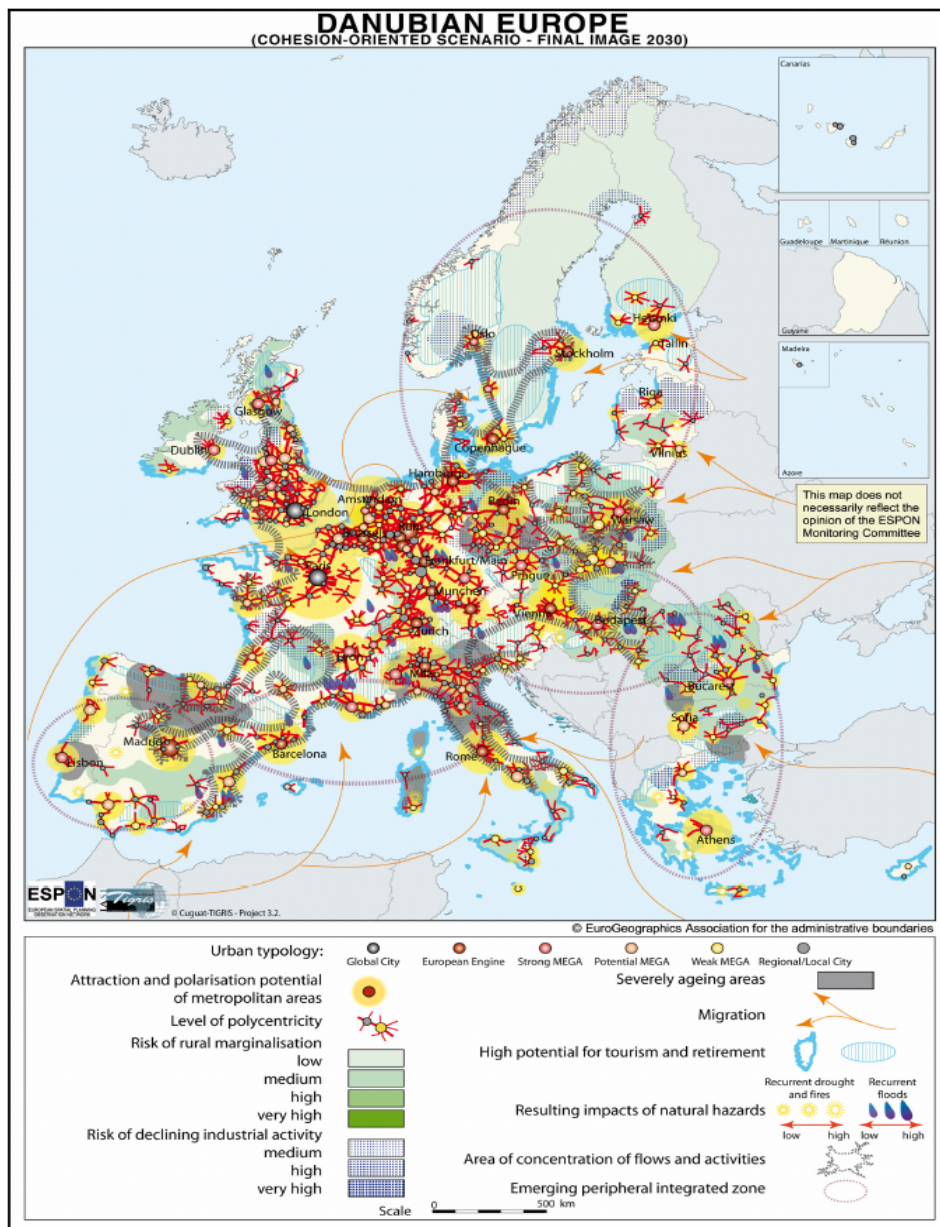 DANUBIAN EUROPE
(COHESION-ORIENTED SCENARIO - FINAL IMAGE 2030)
Canarias
Guadeloupe Martinique Réunion
Guyane
Madeira
Azore
This map does not
necessarily reflect the
opinion of the ESPON
Monitoring Committee
Helsinki
Oslo
Tallin
Stockholm
Riga
Glasgow
Vilnius
Dublin
Copenhague
Hamburg
Amsterdam
Berlin
London
Warsaw
Brussels
Frankfurt/Main
Paris
Prague
Munchen
Vienna
Budapest
Zurich
Lyon
Milan
Bucarest
Sofia
Madrid
Barcelona
Rome
Lisbon
Athens
ESPON
EUROPEAN SPATIAL PLANNING
OBSERVATION NETWORK
Tigris
© Cuguat-TIGRIS - Project 3.2.
© EuroGeographics Association for the administrative boundaries
Urban typology:
Global City European Engine Strong MEGA Potential MEGA Weak MEGA Regional/Local City
Attraction and polarisation potential
of metropolitan areas
Level of polycentricity
Risk of rural marginalisation
low
medium
high
very high
Risk of declining industrial activity
medium
high
very high
Scale 0 500 km
Severely ageing areas
Migration
High potential for tourism and retirement
Recurrent drought
and fires
Recurrent
floods
Resulting impacts of natural hazards
low high low high
Area of concentration of flows and activities
Emerging peripheral integrated zone